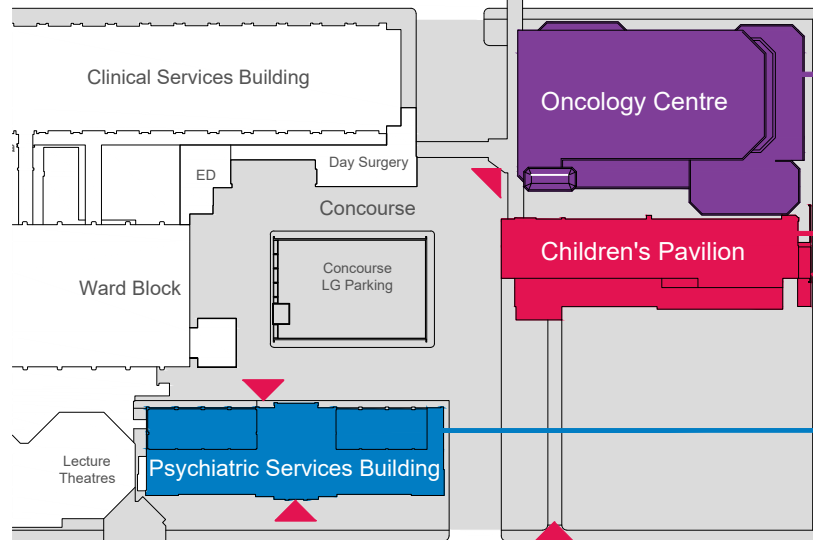 Clinical Services Building
Oncology Centre
ED
Day Surgery
Concourse
Children's Pavilion
Concourse
LG Parking
Ward Block
Lecture
Theatres
Psychiatric Services Building